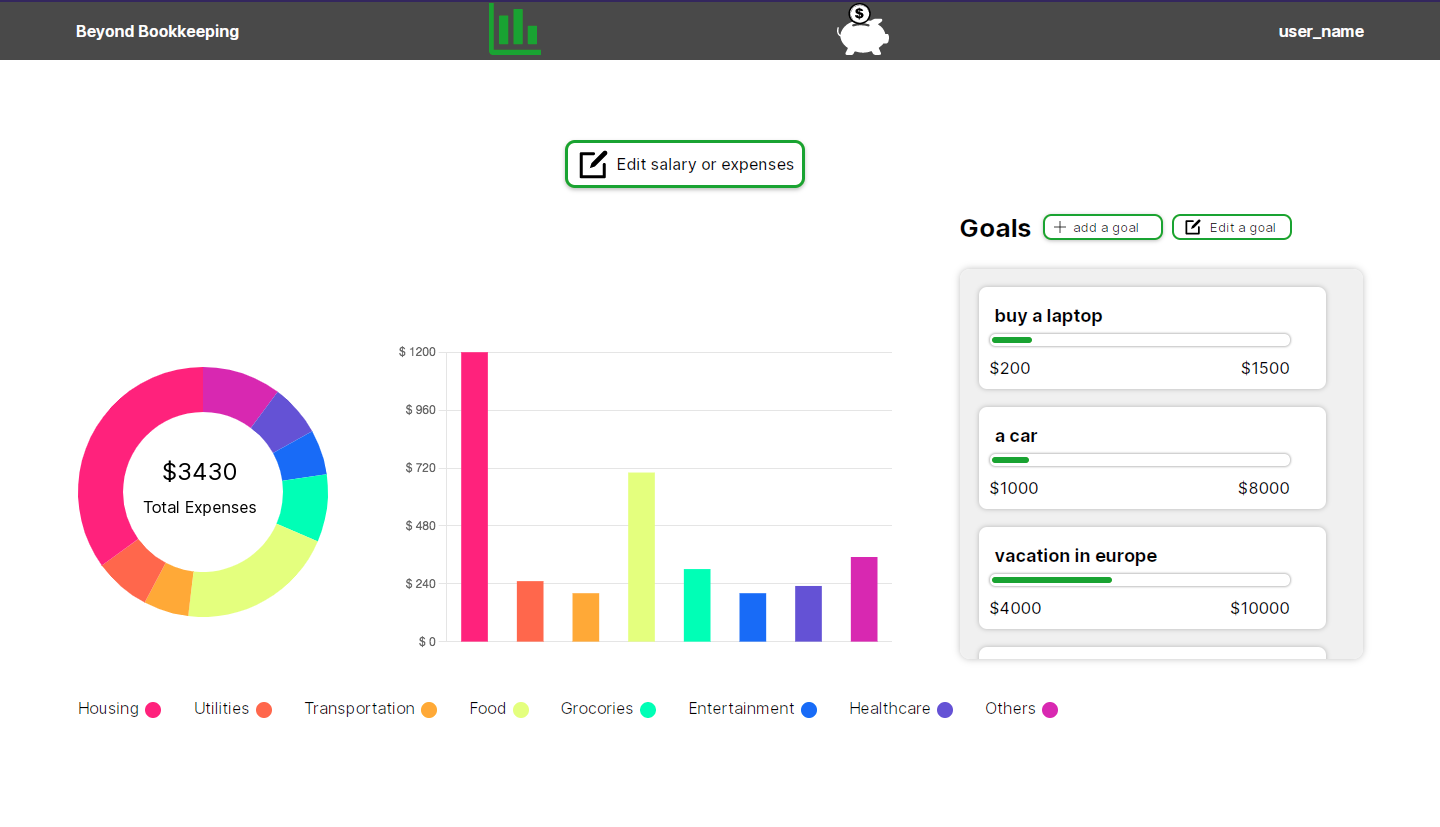 Beyond Bookkeeping
$
user_name
Edit salary or expenses
Goals
add a goal
Edit a goal
buy a laptop
$200 $1500
a car
$1000 $8000
vacation in europe
$4000 $10000
$3430
Total Expenses
$ 1200
$ 960
$ 720
$ 480
$ 240
$ 0
Housing Utilities Transportation Food Grocories Entertainment Healthcare Others